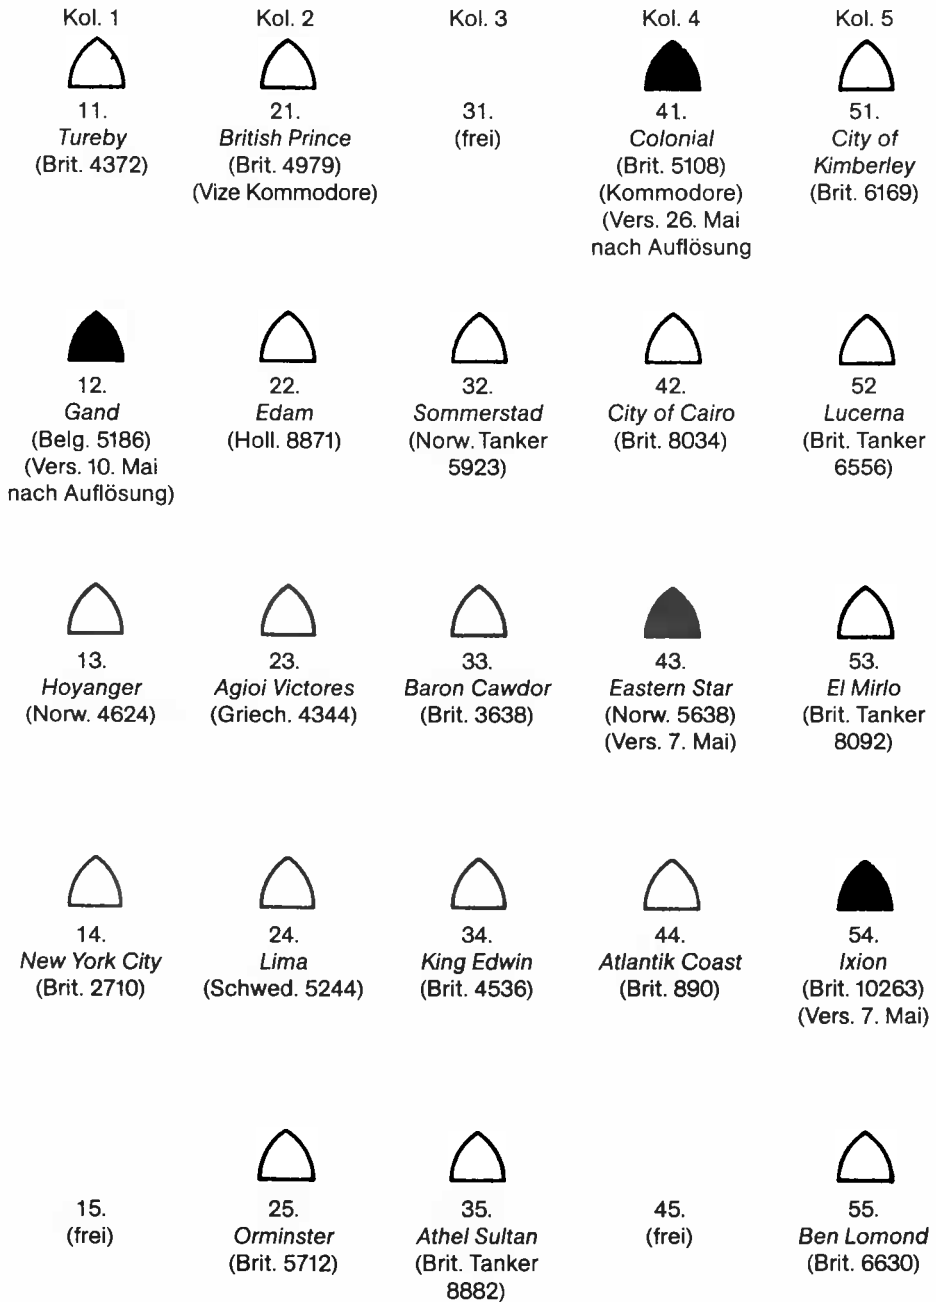 Kol. 1 Kol. 2 Kol. 3 Kol. 4 Kol. 5
11.
Tureby
(Brit. 4372)
21.
British Prince
(Brit. 4979)
(Vize Kommodore)
31.
(frei)
41.
Colonial
(Brit. 5108)
(Kommodore)
(Vers. 26. Mai
nach Auflösung
51.
City of
Kimberley
(Brit. 6169)
12.
Gand
(Belg. 5186)
(Vers. 10. Mai
nach Auflösung)
22.
Edam
(Holl. 8871)
32.
Sommerstad
(Norw. Tanker
5923)
42.
City of Cairo
(Brit. 8034)
52
Lucerna
(Brit. Tanker
6556)
13.
Hoyanger
(Norw. 4624)
23.
Agioi Victores
(Griech. 4344)
33.
Baron Cawdor
(Brit. 3638)
43.
Eastern Star
(Norw. 5638)
(Vers. 7. Mai)
53.
El Mirlo
(Brit. Tanker
8092)
14.
New York City
(Brit. 2710)
24.
Lima
(Schwed. 5244)
34.
King Edwin
(Brit. 4536)
44.
Atlantik Coast
(Brit. 890)
54.
Ixion
(Brit. 10263)
(Vers. 7. Mai)
15.
(frei)
25.
Orminster
(Brit. 5712)
35.
Athel Sultan
(Brit. Tanker
8882)
45.
(frei)
55.
Ben Lomond
(Brit. 6630)